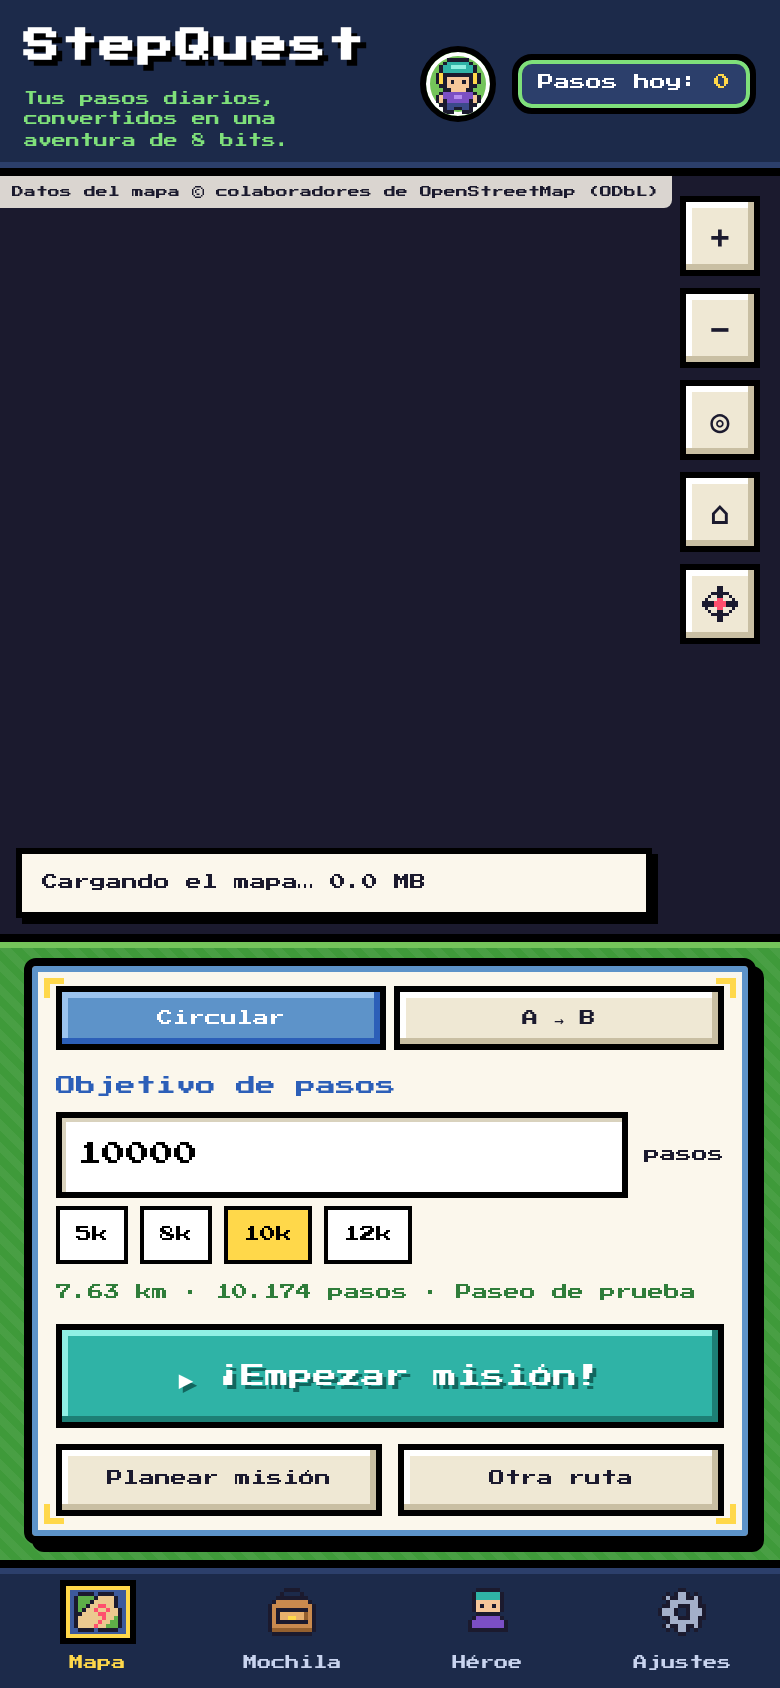 StepQuest
Tus pasos diarios,
convertidos en una
aventura de 8 bits.
Pasos hoy: 0
Datos del mapa © colaboradores de OpenStreetMap (ODbL)
+
−
◎
⌂
Cargando el mapa… 0.0 MB
Circular
A → B
Objetivo de pasos
10000
pasos
5k
8k
10k
12k
7.63 km · 10.174 pasos · Paseo de prueba
▶ ¡Empezar misión!
Planear misión
Otra ruta
Mapa
Mochila
Héroe
Ajustes